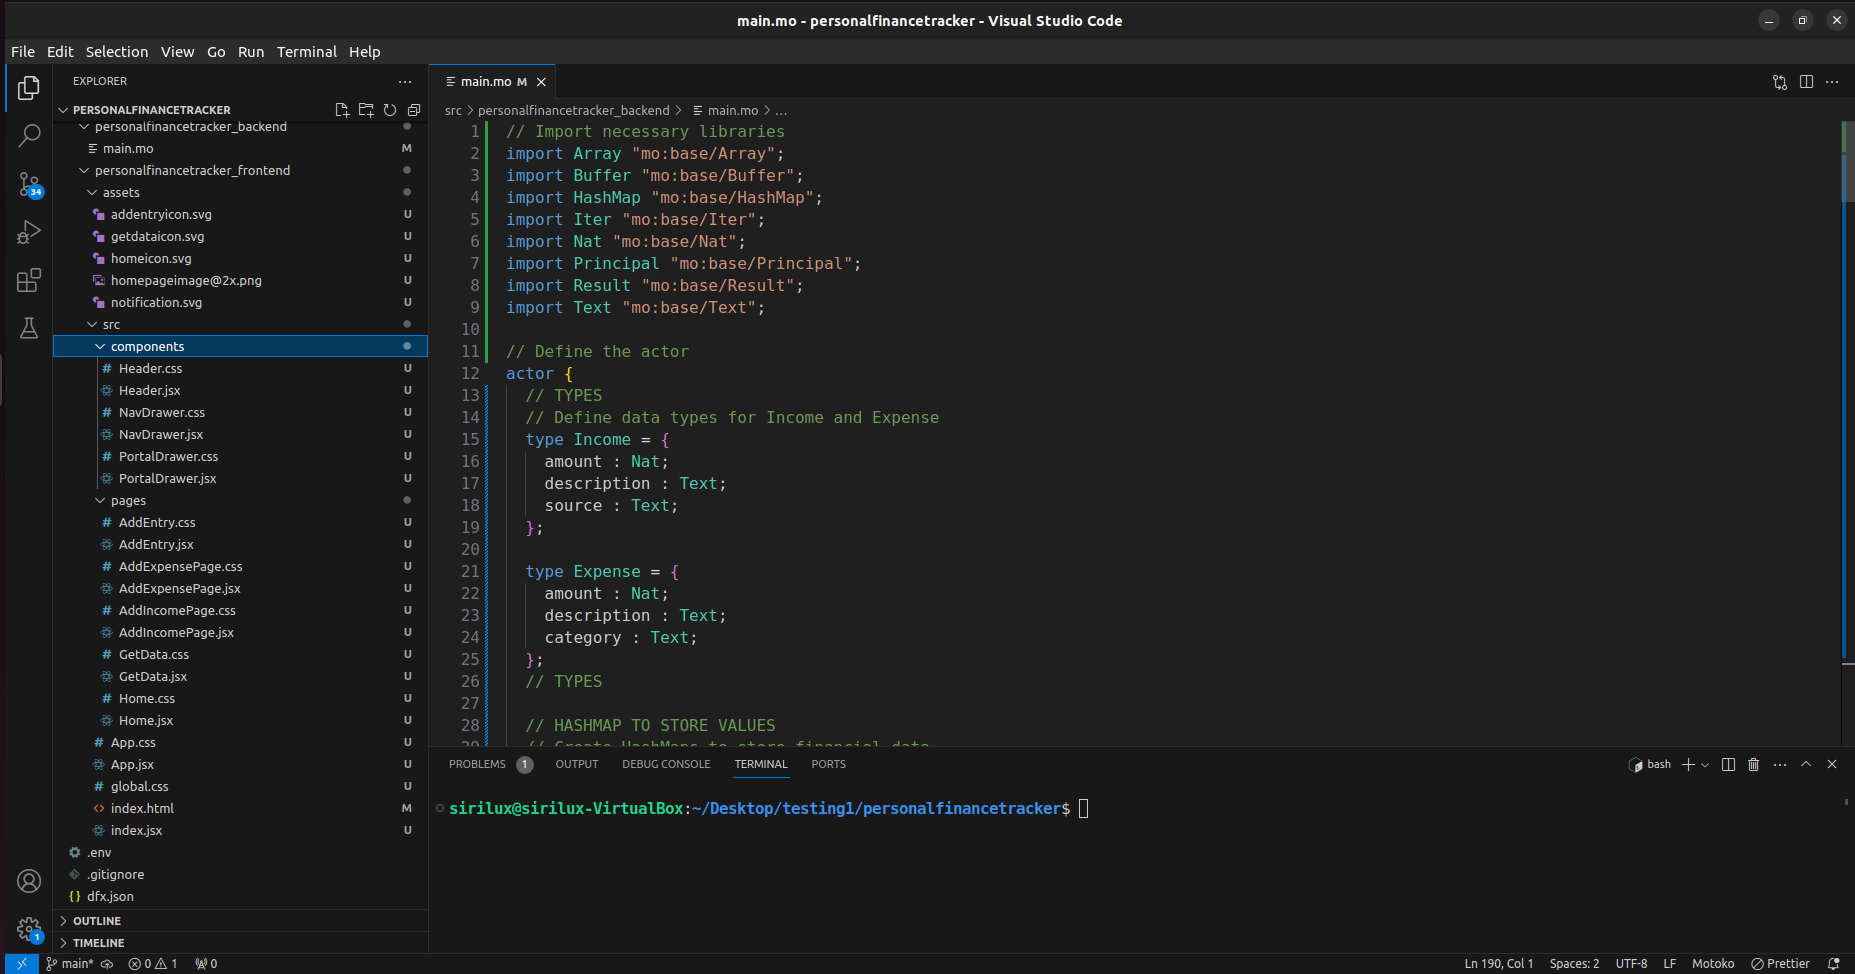 main.mo - personalfinancetracker - Visual Studio Code
File Edit Selection View Go Run Terminal Help
EXPLORER
PERSONALFINANCETRACKER
personalfinancetracker_backend
main.mo M
personalfinancetracker_frontend
assets
addentryicon.svg U
getdataicon.svg U
homeicon.svg U
homepageimage@2x.png U
notification.svg U
src
components
Header.css U
Header.jsx U
NavDrawer.css U
NavDrawer.jsx U
PortalDrawer.css U
PortalDrawer.jsx U
pages
AddEntry.css U
AddEntry.jsx U
AddExpensePage.css U
AddExpensePage.jsx U
AddIncomePage.css U
AddIncomePage.jsx U
GetData.css U
GetData.jsx U
Home.css U
Home.jsx U
App.css U
App.jsx U
global.css U
index.html M
index.jsx U
.env
.gitignore
dfx.json
OUTLINE
TIMELINE
34
1
main.mo M
src > personalfinancetracker_backend > main.mo > ...
1 // Import necessary libraries
2 import Array "mo:base/Array";
3 import Buffer "mo:base/Buffer";
4 import HashMap "mo:base/HashMap";
5 import Iter "mo:base/Iter";
6 import Nat "mo:base/Nat";
7 import Principal "mo:base/Principal";
8 import Result "mo:base/Result";
9 import Text "mo:base/Text";
10
11 // Define the actor
12 actor {
13 // TYPES
14 // Define data types for Income and Expense
15 type Income = {
16 amount : Nat;
17 description : Text;
18 source : Text;
19 };
20
21 type Expense = {
22 amount : Nat;
23 description : Text;
24 category : Text;
25 };
26 // TYPES
27
28 // HASHMAP TO STORE VALUES
29 // Create HashMaps to store financial data
PROBLEMS 1 OUTPUT DEBUG CONSOLE TERMINAL PORTS
bash
sirilux@sirilux-VirtualBox:~/Desktop/testing1/personalfinancetracker$
main* 0 1 0
Ln 190, Col 1 Spaces: 2 UTF-8 LF Motoko Prettier